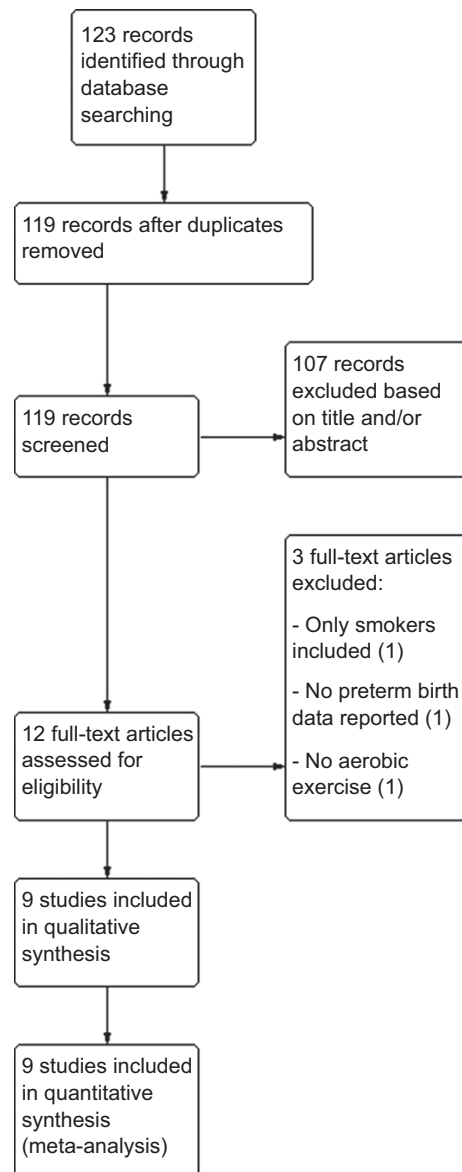 123 records
identified through
database
searching
119 records after duplicates
removed
119 records
screened
107 records
excluded based
on title and/or
abstract
12 full-text articles
assessed for
eligibility
3 full-text articles
excluded:
- Only smokers
included (1)
- No preterm birth
data reported (1)
- No aerobic
exercise (1)
9 studies included
in qualitative
synthesis
9 studies included
in quantitative
synthesis
(meta-analysis)